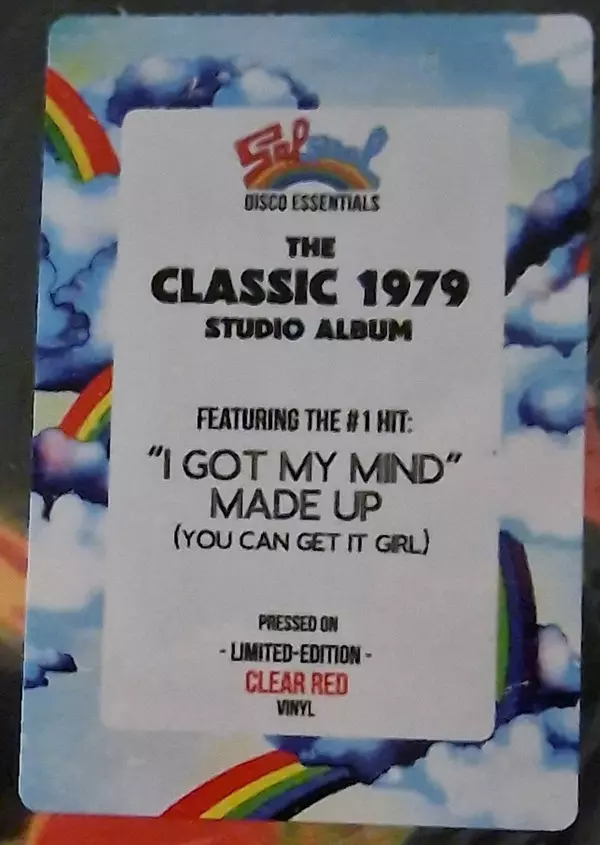 Salsoul
DISCO ESSENTIALS
THE
CLASSIC 1979
STUDIO ALBUM
FEATURING THE #1 HIT:
"I GOT MY MIND"
MADE UP
(YOU CAN GET IT GIRL)
PRESSED ON
- LIMITED-EDITION -
CLEAR RED
VINYL